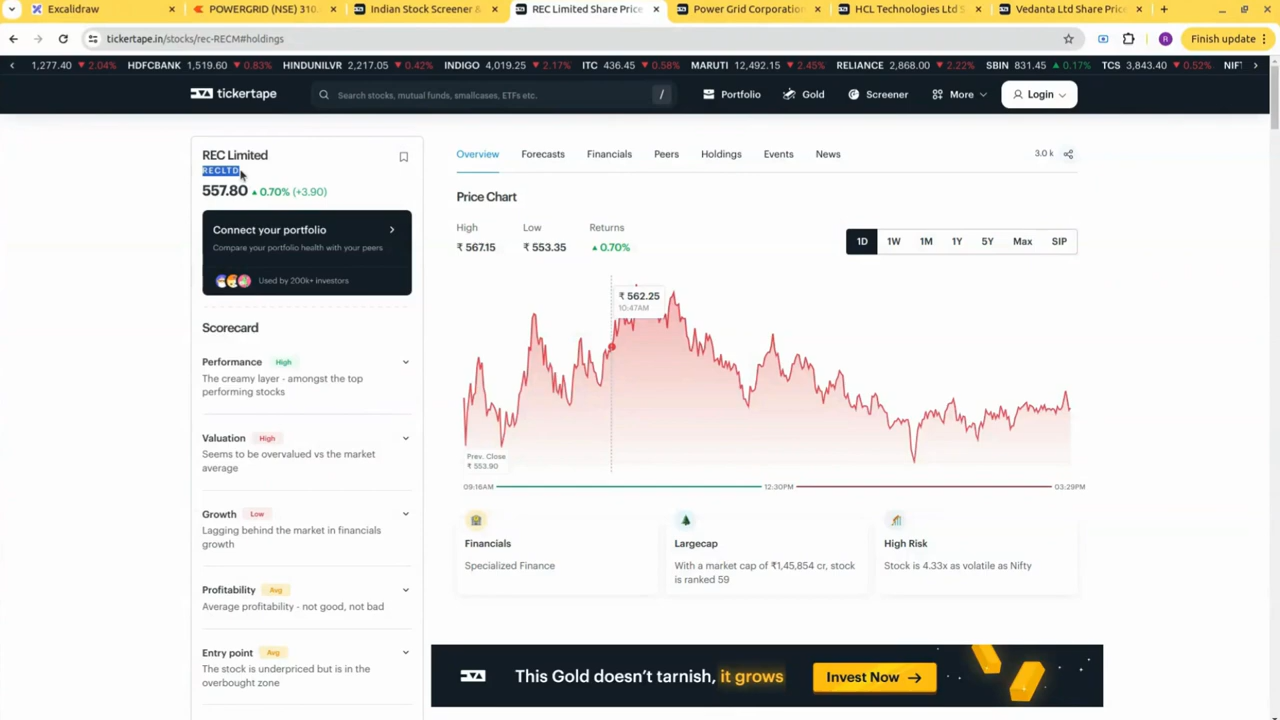 Excalidraw
POWERGRID (NSE) 310.
Indian Stock Screener &
REC Limited Share Price
Power Grid Corporation
HCL Technologies Ltd S
Vedanta Ltd Share Price
tickertape.in/stocks/rec-RECM#holdings
R
Finish update
1,277.40 2.04% HDFCBANK 1,519.60 0.83% HINDUNILVR 2,217.05 0.42% INDIGO 4,019.25 2.17% ITC 436.45 0.58% MARUTI 12,492.15 2.45% RELIANCE 2,868.00 2.22% SBIN 831.45 0.17% TCS 3,843.40 0.52% NIFT
tickertape
Search stocks, mutual funds, smallcases, ETFs etc. /
Portfolio
Gold
Screener
More
Login
REC Limited
RECLTD
557.80 0.70% (+3.90)
Connect your portfolio
Compare your portfolio health with your peers
Used by 200k+ investors
Scorecard
Performance High
The creamy layer - amongst the top
performing stocks
Valuation High
Seems to be overvalued vs the market
average
Growth Low
Lagging behind the market in financials
growth
Profitability Avg
Average profitability - not good, not bad
Entry point Avg
The stock is underpriced but is in the
overbought zone
Overview Forecasts Financials Peers Holdings Events News
3.0 k
Price Chart
High Low Returns
₹ 567.15 ₹ 553.35 0.70%
1D 1W 1M 1Y 5Y Max SIP
₹ 562.25
10:47AM
Prev. Close
₹ 553.90
09:16AM 12:30PM 03:29PM
Financials
Specialized Finance
Largecap
With a market cap of ₹1,45,854 cr, stock
is ranked 59
High Risk
Stock is 4.33x as volatile as Nifty
This Gold doesn't tarnish, it grows
Invest Now →